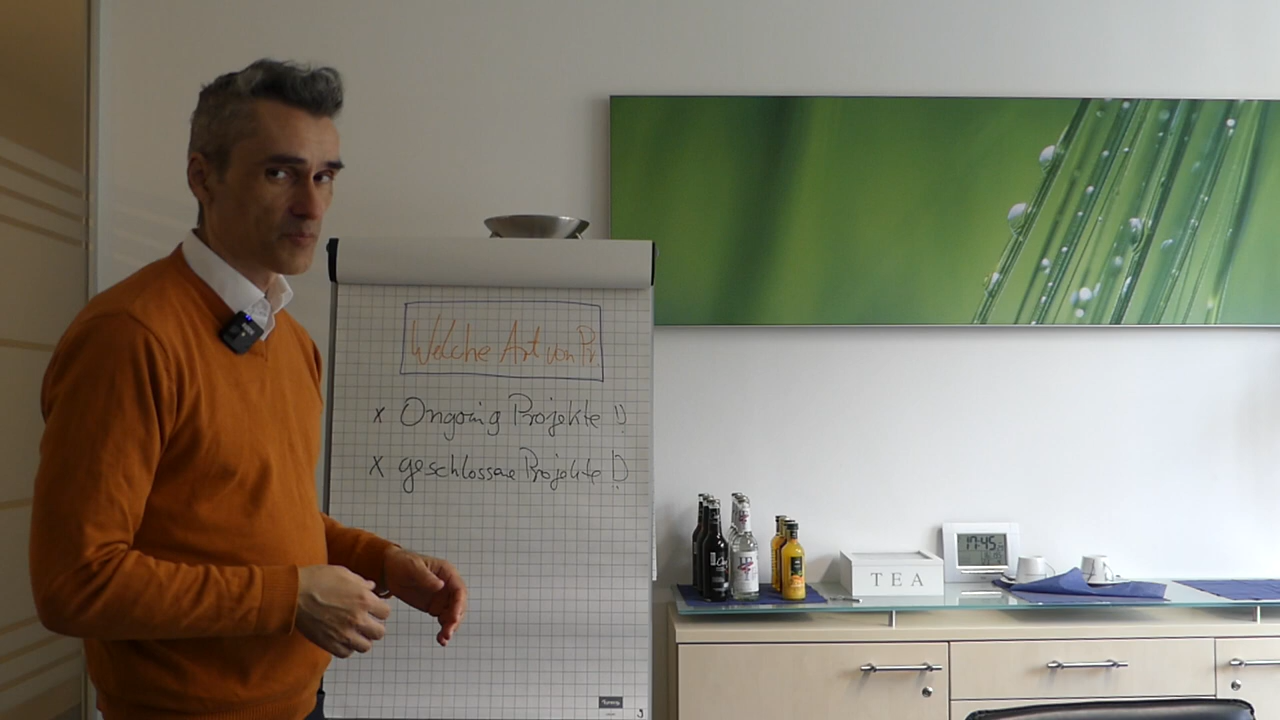 Welche Art von Pr.
x Ongoing Projekte !)
x geschlossene Projekte !)
17:45
TEA